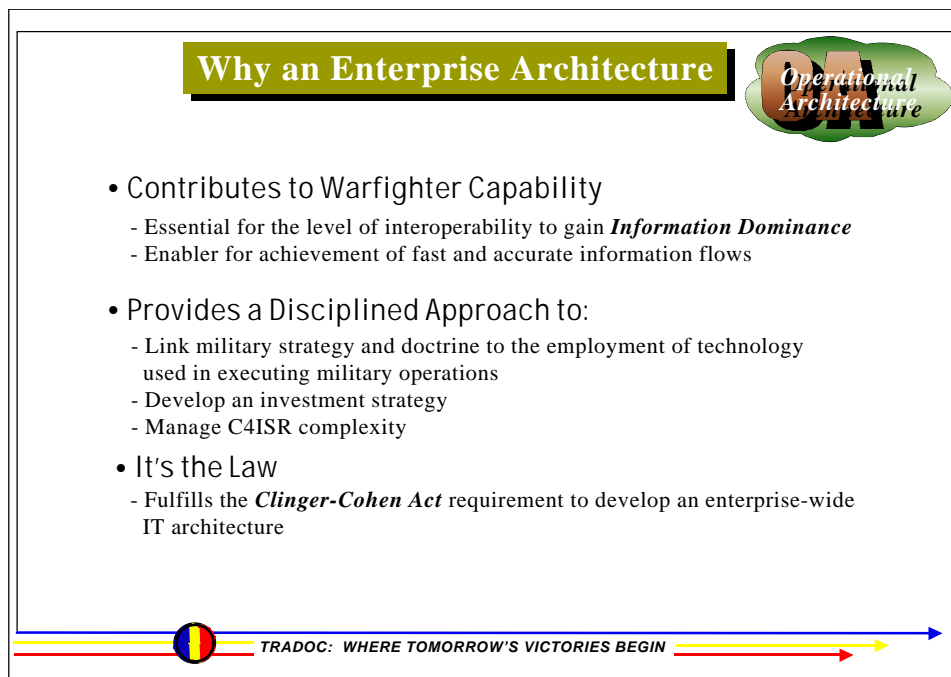 Why an Enterprise Architecture
OA
Operational
Architecture
• Contributes to Warfighter Capability
- Essential for the level of interoperability to gain Information Dominance
- Enabler for achievement of fast and accurate information flows
• Provides a Disciplined Approach to:
- Link military strategy and doctrine to the employment of technology
used in executing military operations
- Develop an investment strategy
- Manage C4ISR complexity
• It's the Law
- Fulfills the Clinger-Cohen Act requirement to develop an enterprise-wide
IT architecture
TRADOC: WHERE TOMORROW'S VICTORIES BEGIN